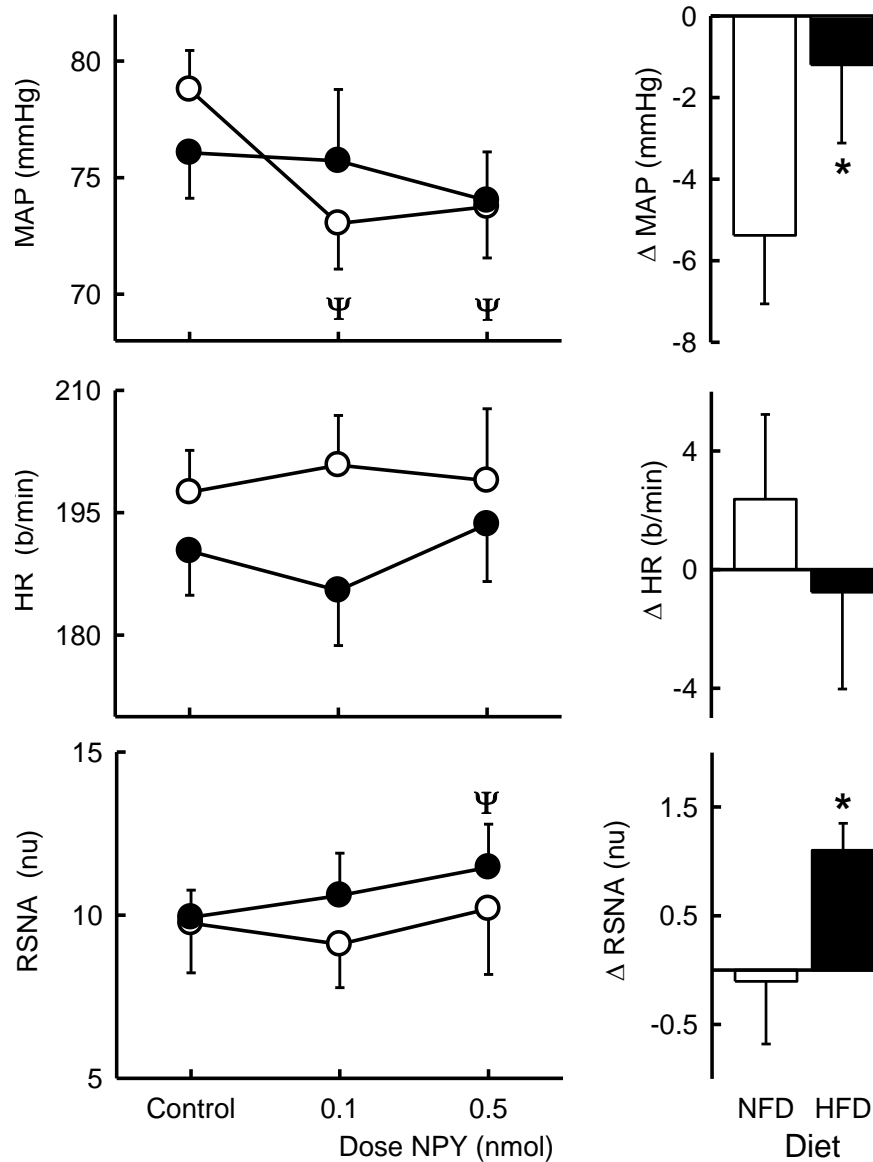 MAP (mmHg)
80
75
70
Ψ Ψ
Δ MAP (mmHg)
0
-2
-4
-6
-8
*
HR (b/min)
210
195
180
Δ HR (b/min)
4
0
-4
RSNA (nu)
15
10
5
Ψ
Control 0.1 0.5
Dose NPY (nmol)
Δ RSNA (nu)
1.5
0.5
-0.5
*
NFD HFD
Diet